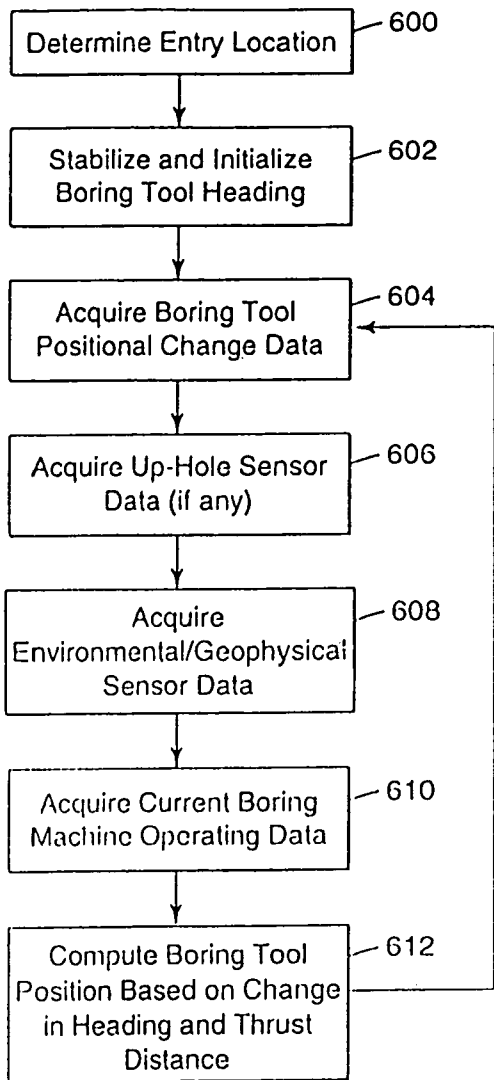 600
Determine Entry Location
602
Stabilize and Initialize
Boring Tool Heading
604
Acquire Boring Tool
Positional Change Data
606
Acquire Up-Hole Sensor
Data (if any)
608
Acquire
Environmental/Geophysical
Sensor Data
610
Acquire Current Boring
Machine Operating Data
612
Compute Boring Tool
Position Based on Change
in Heading and Thrust
Distance